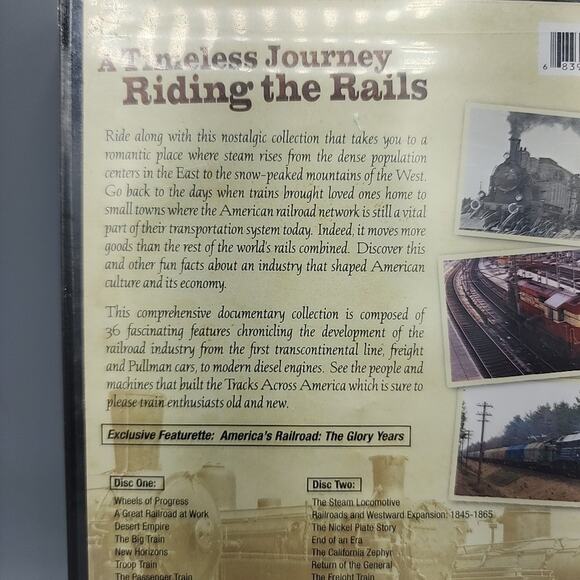 A Timeless Journey
Riding the Rails
6 839
Ride along with this nostalgic collection that takes you to a
romantic place where steam rises from the dense population
centers in the East to the snow-peaked mountains of the West.
Go back to the days when trains brought loved ones home to
small towns where the American railroad network is still a vital
part of their transportation system today. Indeed, it moves more
goods than the rest of the world's rails combined. Discover this
and other fun facts about an industry that shaped American
culture and its economy.
This comprehensive documentary collection is composed of
36 fascinating features chronicling the development of the
railroad industry from the first transcontinental line, freight
and Pullman cars, to modern diesel engines. See the people and
machines that built the Tracks Across America which is sure to
please train enthusiasts old and new.
Exclusive Featurette: America's Railroad: The Glory Years
Disc One:
Wheels of Progress
A Great Railroad at Work
Desert Empire
The Big Train
New Horizons
Troop Train
The Passenger Train
Disc Two:
The Steam Locomotive
Railroads and Westward Expansion: 1845-1865
The Nickel Plate Story
End of an Era
The California Zephyr
Return of the General
The Freight Train